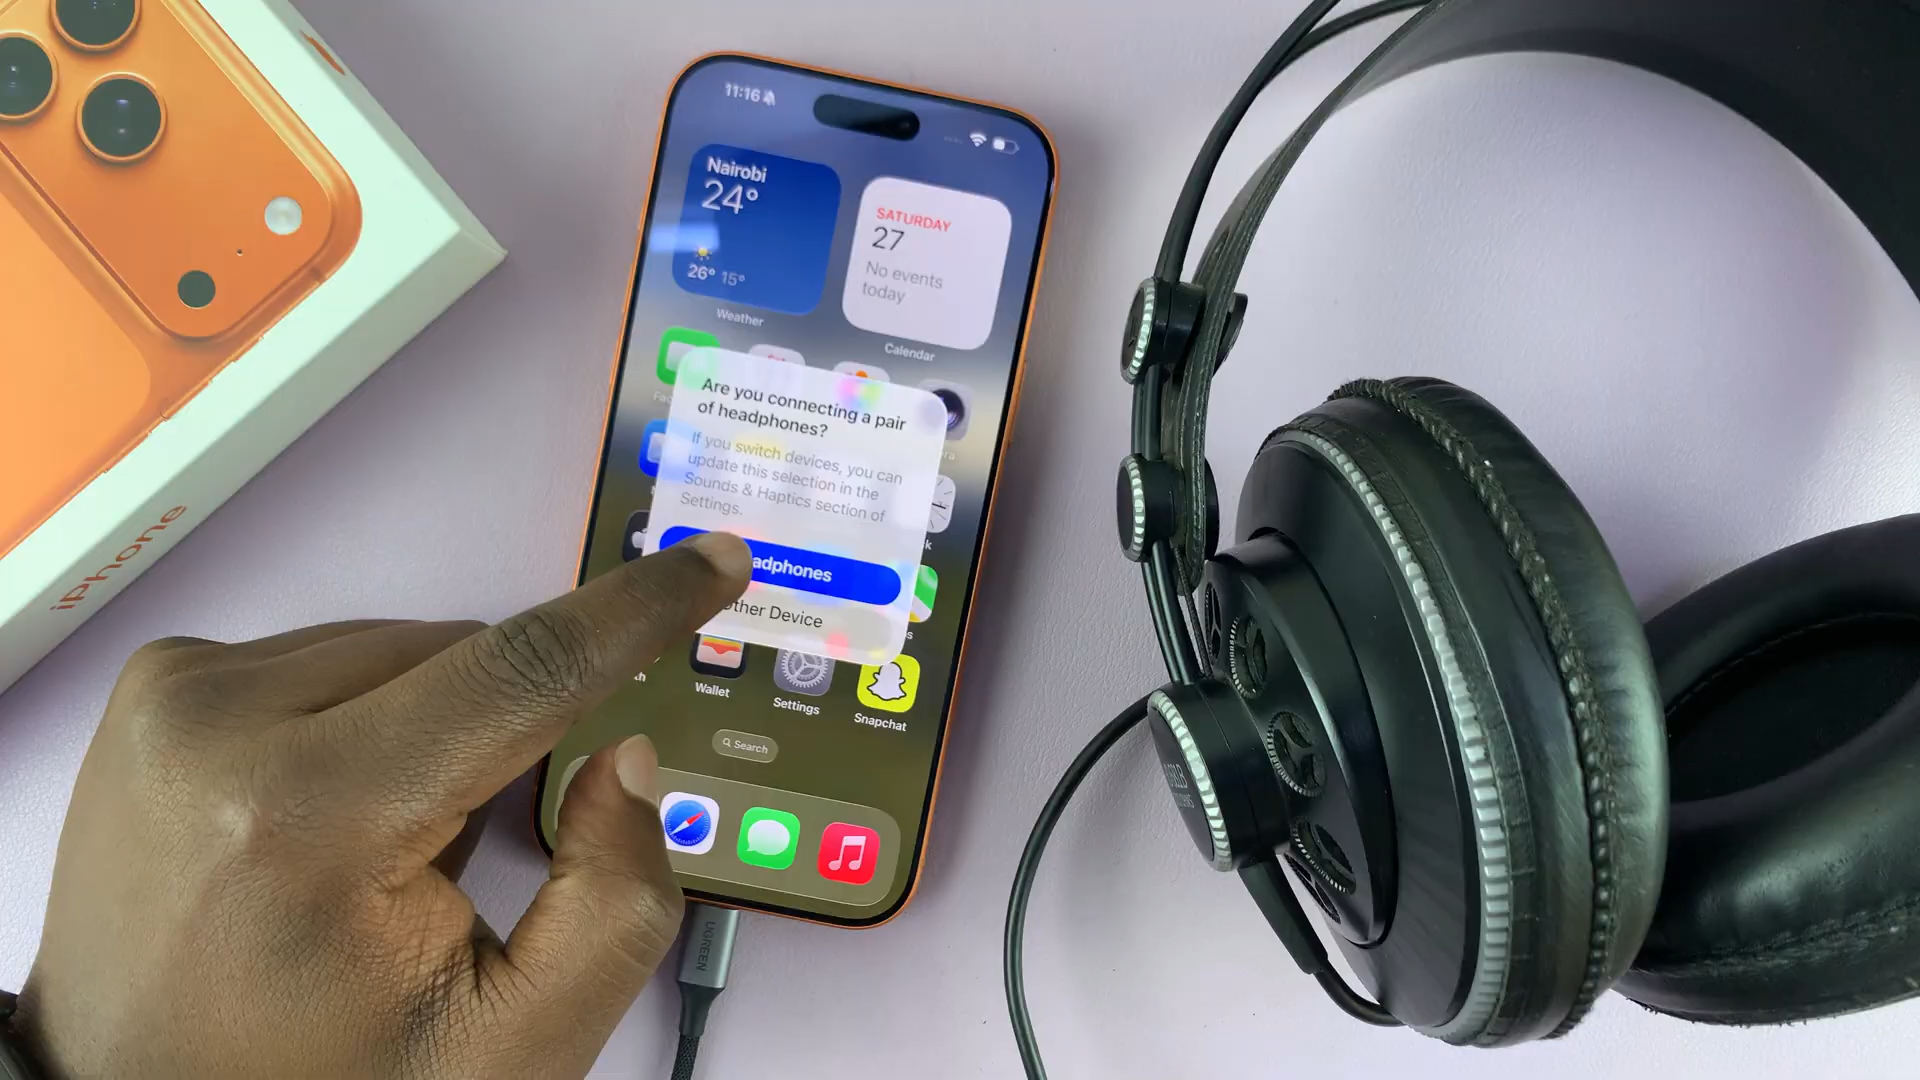 11:16
Nairobi
24°
26° 15°
Weather
SATURDAY
27
No events
today
Calendar
Are you connecting a pair
of headphones?
If you switch devices, you can
update this selection in the
Sounds & Haptics section of
Settings.
adphones
Other Device
Wallet
Settings
Snapchat
Search
iPhone
UGREEN